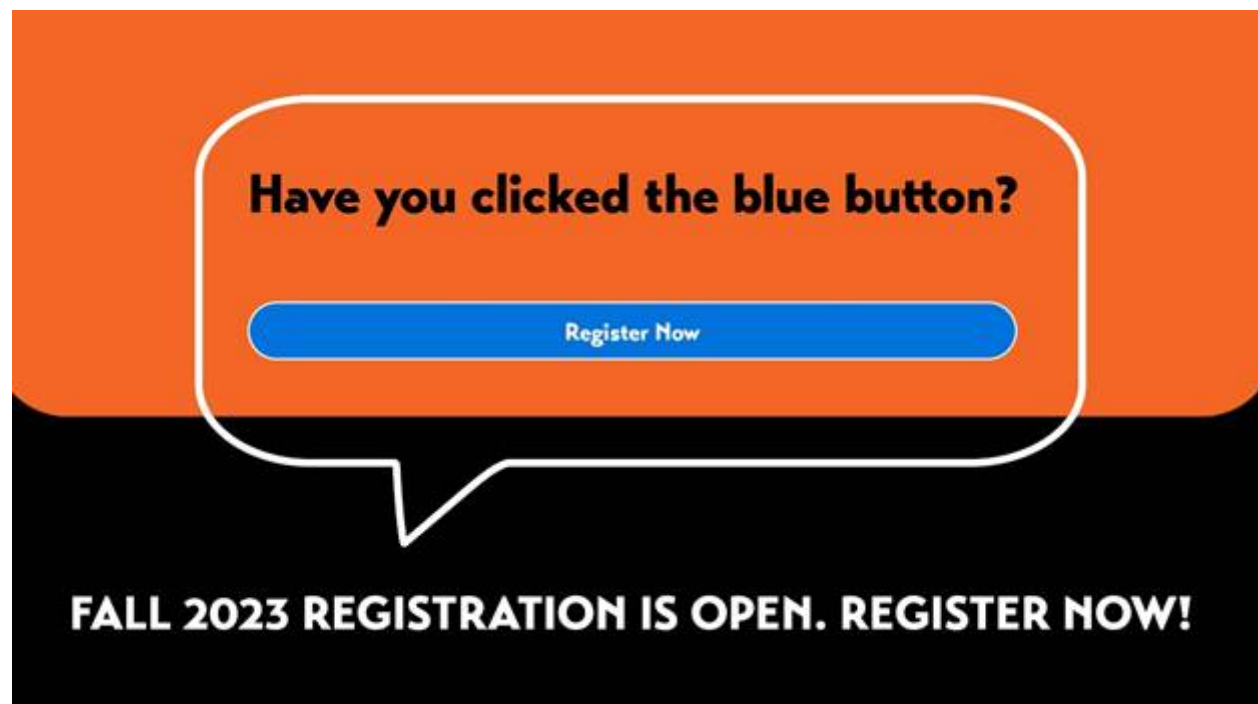 Have you clicked the blue button?
Register Now
FALL 2023 REGISTRATION IS OPEN. REGISTER NOW!